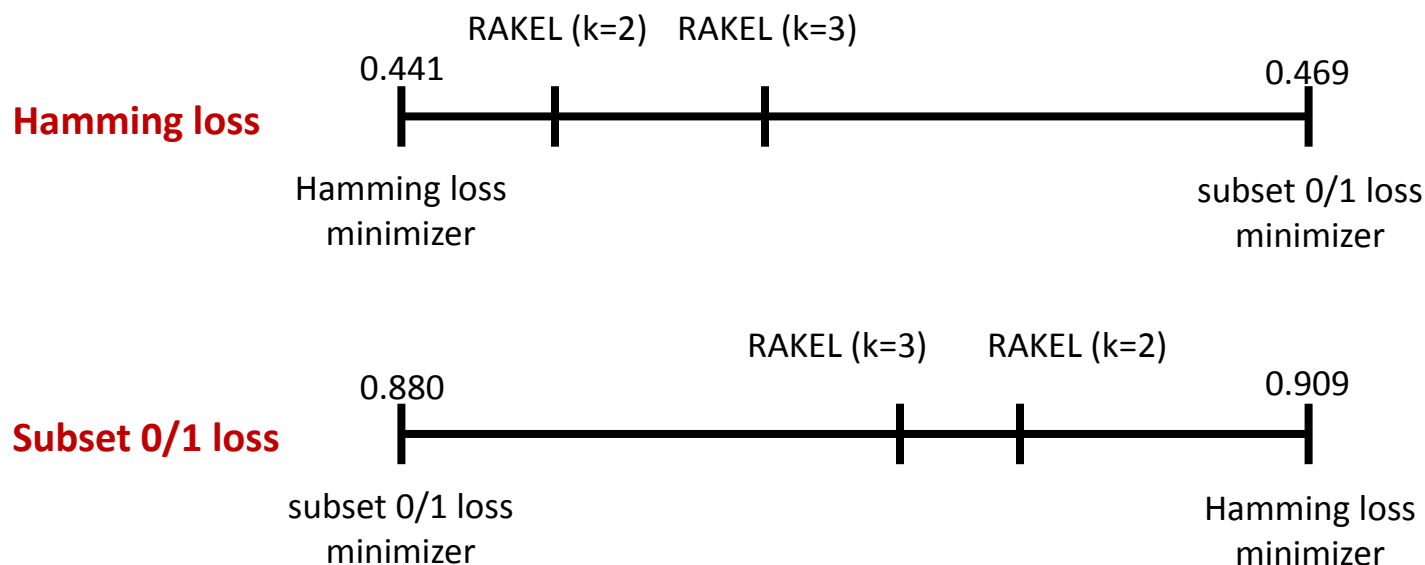 RAKEL (k=2) RAKEL (k=3)
0.441 0.469
Hamming loss
Hamming loss subset 0/1 loss
minimizer minimizer
RAKEL (k=3) RAKEL (k=2)
0.880 0.909
Subset 0/1 loss
subset 0/1 loss Hamming loss
minimizer minimizer